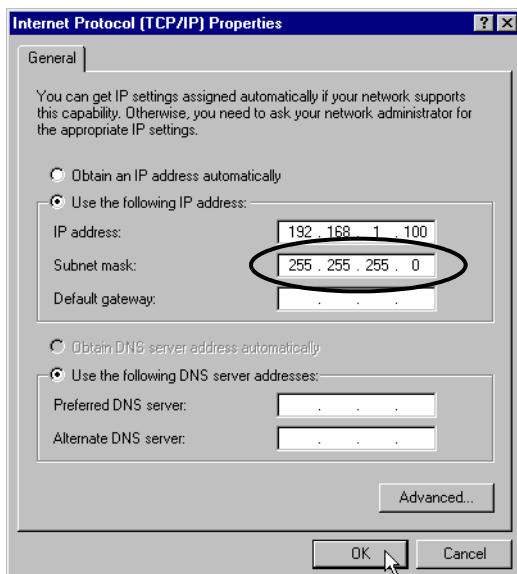 Internet Protocol (TCP/IP) Properties
General
You can get IP settings assigned automatically if your network supports
this capability. Otherwise, you need to ask your network administrator for
the appropriate IP settings.
Obtain an IP address automatically
Use the following IP address:
IP address: 192 . 168 . 1 . 100
Subnet mask: 255 . 255 . 255 . 0
Default gateway: . . .
Obtain DNS server address automatically
Use the following DNS server addresses:
Preferred DNS server: . . .
Alternate DNS server: . . .
Advanced...
OK Cancel